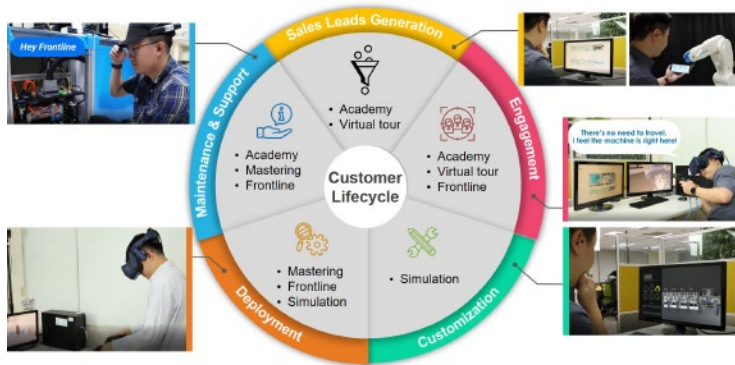 Hey Frontline
Sales Leads Generation
• Academy
• Virtual tour
Engagement
• Academy
• Virtual tour
• Frontline
There's no need to travel.
I feel the machine is right here!
Maintenance & Support
• Academy
• Mastering
• Frontline
Customer
Lifecycle
Deployment
• Mastering
• Frontline
• Simulation
Customization
• Simulation